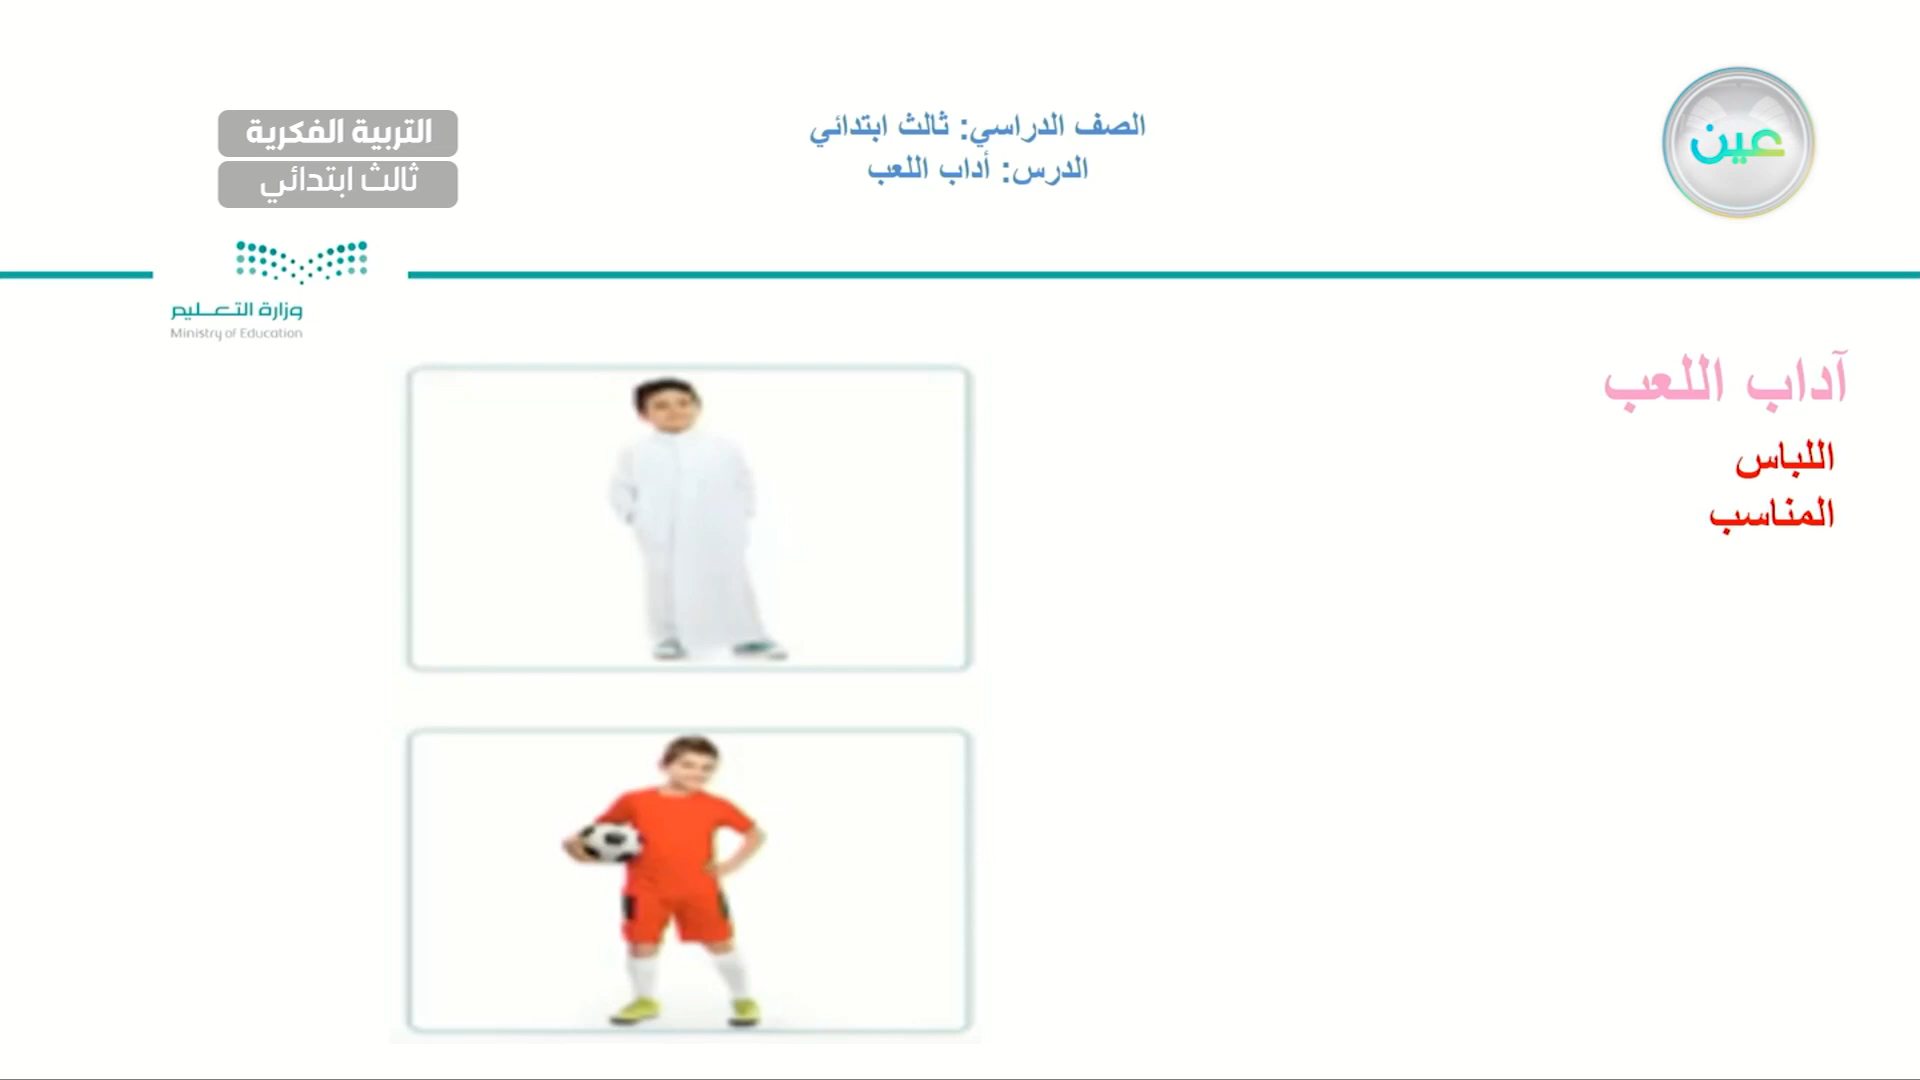 التربية الفكرية
ثالث ابتدائي
الصف الدراسي: ثالث ابتدائي
الدرس: أداب اللعب
عين
وزارة التعليم
Ministry of Education
آداب اللعب
اللباس
المناسب